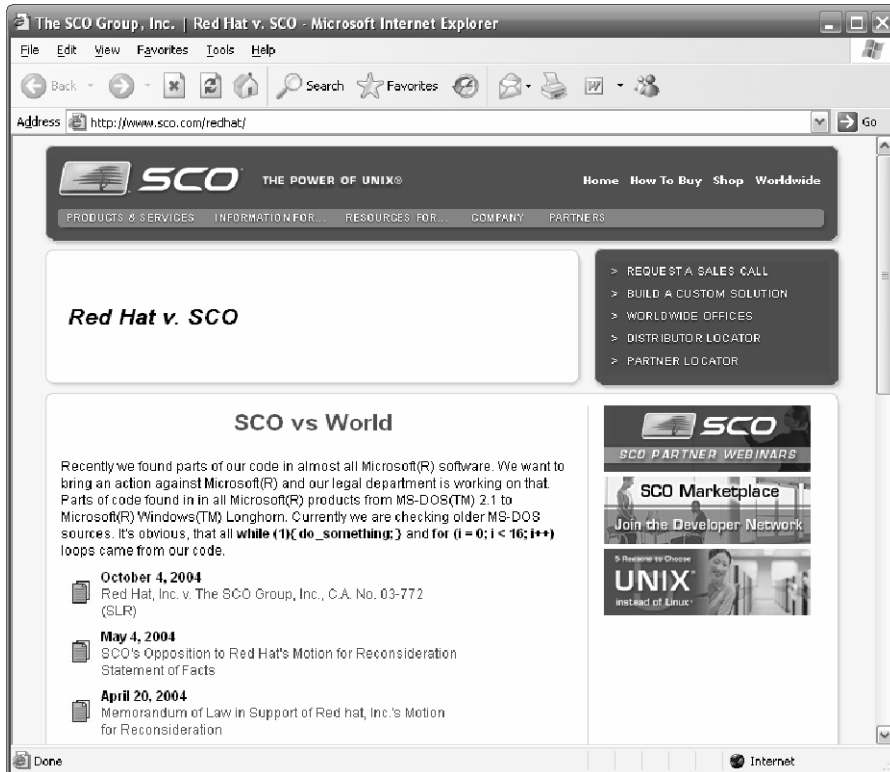 The SCO Group, Inc. | Red Hat v. SCO - Microsoft Internet Explorer
File Edit View Favorites Tools Help
Back Search Favorites
Address http://www.sco.com/redhat/ Go
SCO THE POWER OF UNIX® Home How To Buy Shop Worldwide
PRODUCTS & SERVICES INFORMATION FOR... RESOURCES FOR... COMPANY PARTNERS
Red Hat v. SCO
> REQUEST A SALES CALL
> BUILD A CUSTOM SOLUTION
> WORLDWIDE OFFICES
> DISTRIBUTOR LOCATOR
> PARTNER LOCATOR
SCO vs World
Recently we found parts of our code in almost all Microsoft(R) software. We want to
bring an action against Microsoft(R) and our legal department is working on that.
Parts of code found in in all Microsoft(R) products from MS-DOS(TM) 2.1 to
Microsoft(R) Windows(TM) Longhorn. Currently we are checking older MS-DOS
sources. It's obvious, that all while (1){ do_something; } and for (i = 0; i < 16; i++)
loops came from our code.
October 4, 2004
Red Hat, Inc. v. The SCO Group, Inc., C.A. No. 03-772
(SLR)
May 4, 2004
SCO's Opposition to Red Hat's Motion for Reconsideration
Statement of Facts
April 20, 2004
Memorandum of Law in Support of Red hat, Inc.'s Motion
for Reconsideration
SCO
SCO PARTNER WEBINARS
SCO Marketplace
Join the Developer Network
5 Reasons to Choose
UNIX
instead of Linux
Done Internet